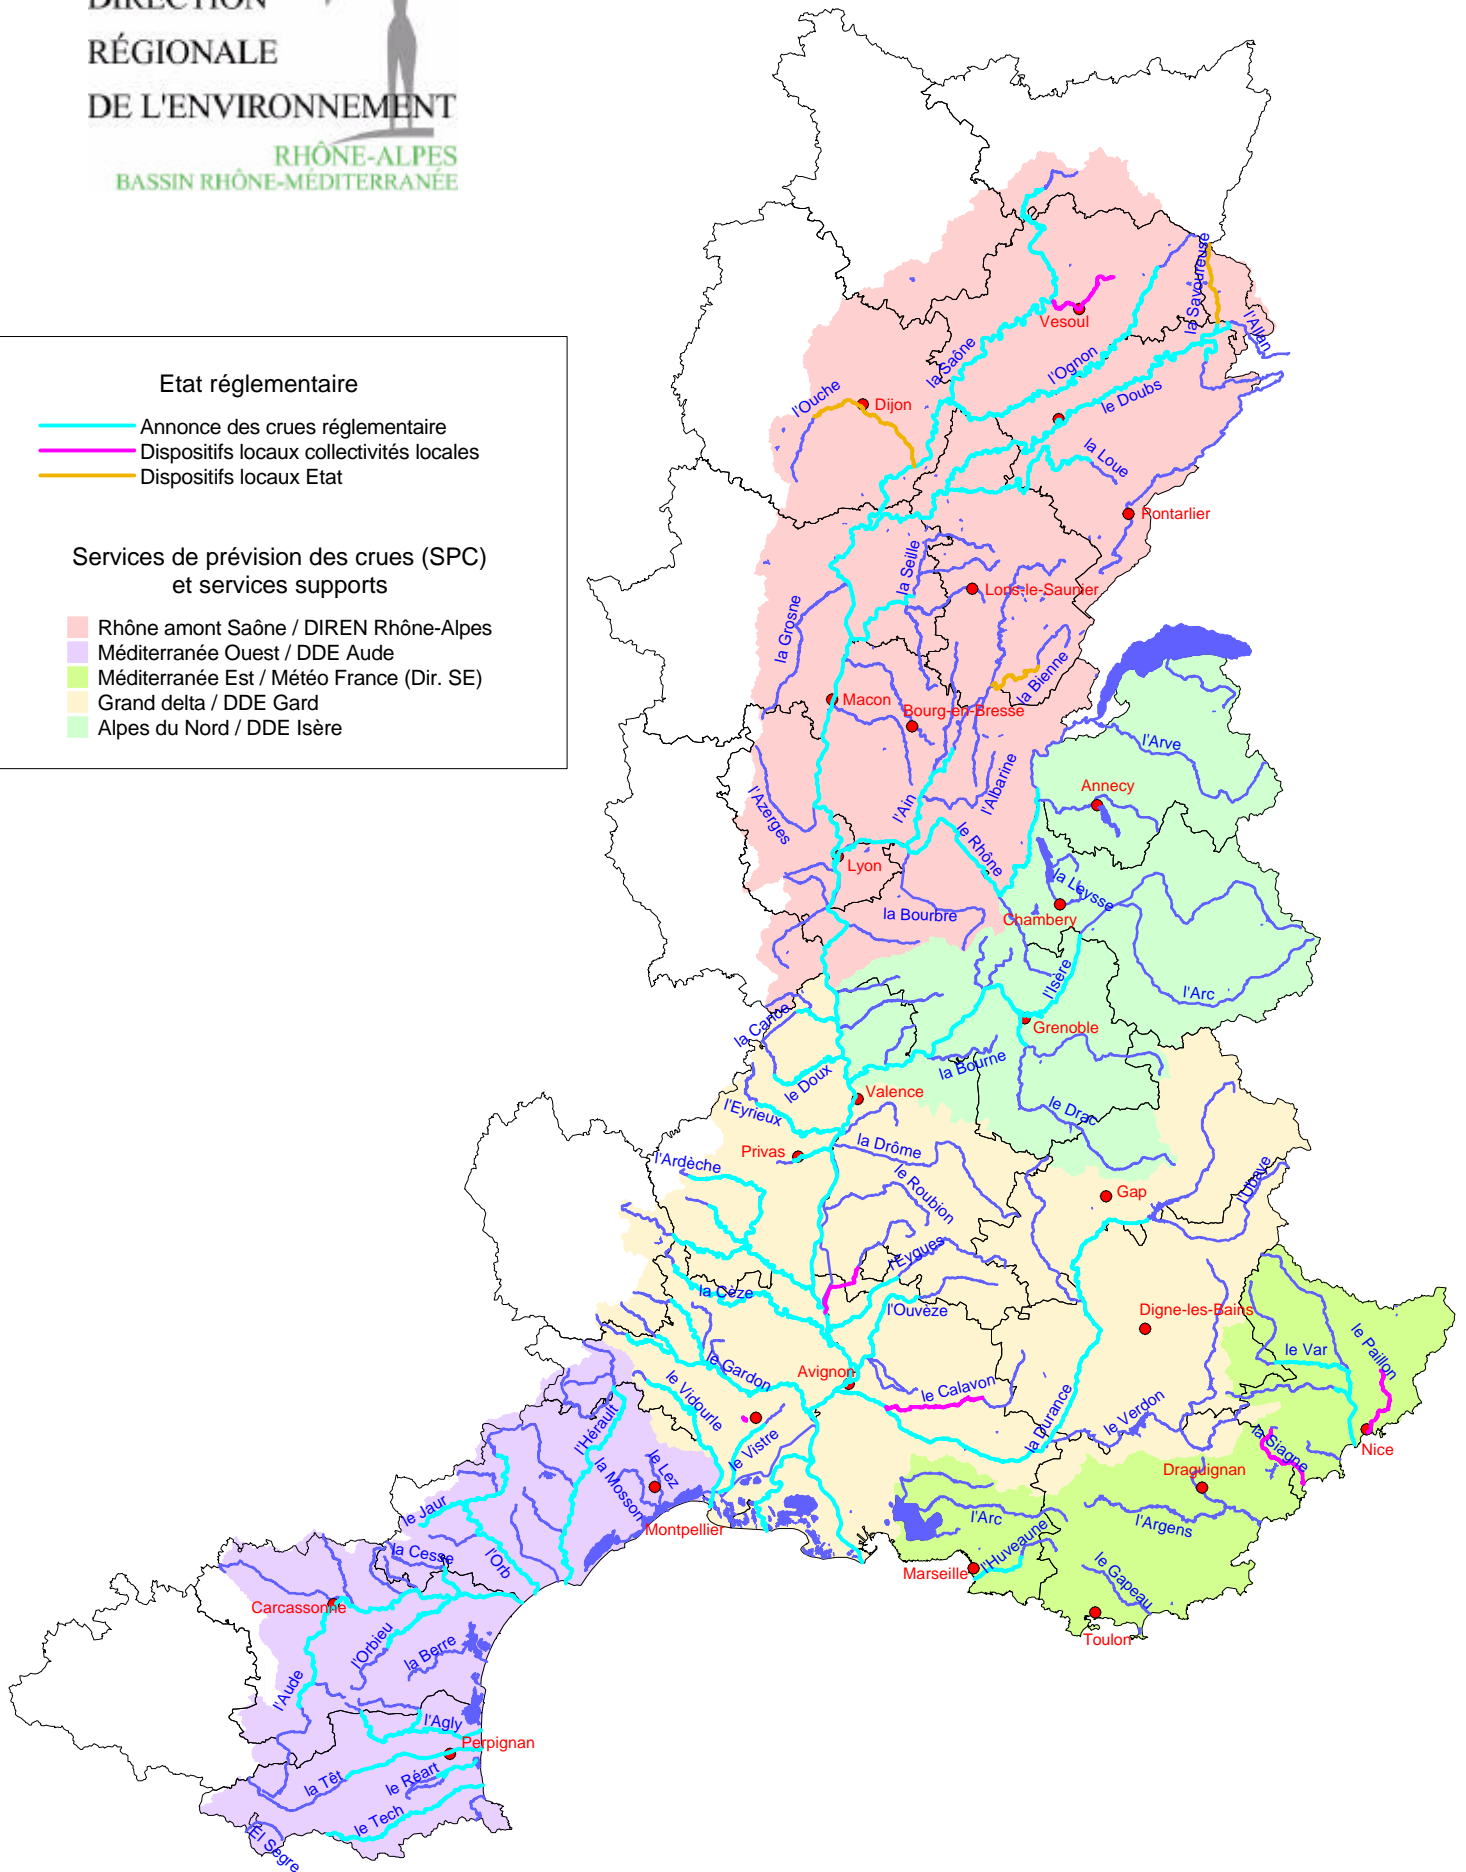 DIRECTION
RÉGIONALE
DE L'ENVIRONNEMENT
RHÔNE-ALPES
BASSIN RHÔNE-MÉDITERRANÉE
Etat réglementaire
Annonce des crues réglementaire
Dispositifs locaux collectivités locales
Dispositifs locaux Etat
Services de prévision des crues (SPC)
et services supports
Rhône amont Saône / DIREN Rhône-Alpes
Méditerranée Ouest / DDE Aude
Méditerranée Est / Météo France (Dir. SE)
Grand delta / DDE Gard
Alpes du Nord / DDE Isère
la Savoureuse
l'Allan
Vesoul
la Saône
l'Ognon
l'Ouche
Dijon
le Doubs
la Loue
Pontarlier
la Seille
Lons-le-Saunier
la Grosne
la Bienne
Macon
Bourg-en-Bresse
l'Arve
l'Albarine
Annecy
l'Azerges
l'Ain
le Rhône
Lyon
la Leysse
la Bourbre
Chambery
l'Isère
l'Arc
la Cance
Grenoble
la Bourne
le Doux
Valence
l'Eyrieux
le Drac
la Drôme
Privas
l'Ardèche
le Roubion
l'Ubaye
Gap
l'Eygues
la Cèze
l'Ouvèze
Digne-les-Bains
le Var
le Paillon
le Gardon
Avignon
le Calavon
le Vidourle
la Durance
le Verdon
l'Hérault
le Vistre
la Siagne
Nice
le Lez
la Mosson
Draguignan
le Jaur
Montpellier
l'Arc
l'Argens
l'Huveaune
la Cesse
l'Orb
Marseille
le Gapeau
Carcassonne
Toulon
l'Orbieu
la Berre
l'Aude
l'Agly
Perpignan
la Têt
le Réart
le Tech
El Sègre